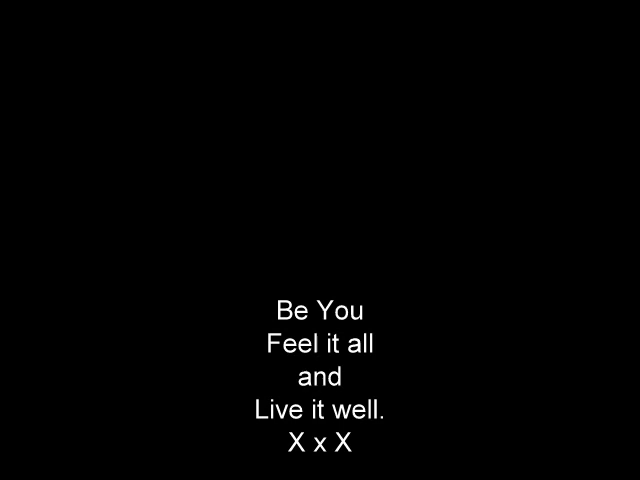 Be You
Feel it all
and
Live it well.
X x X